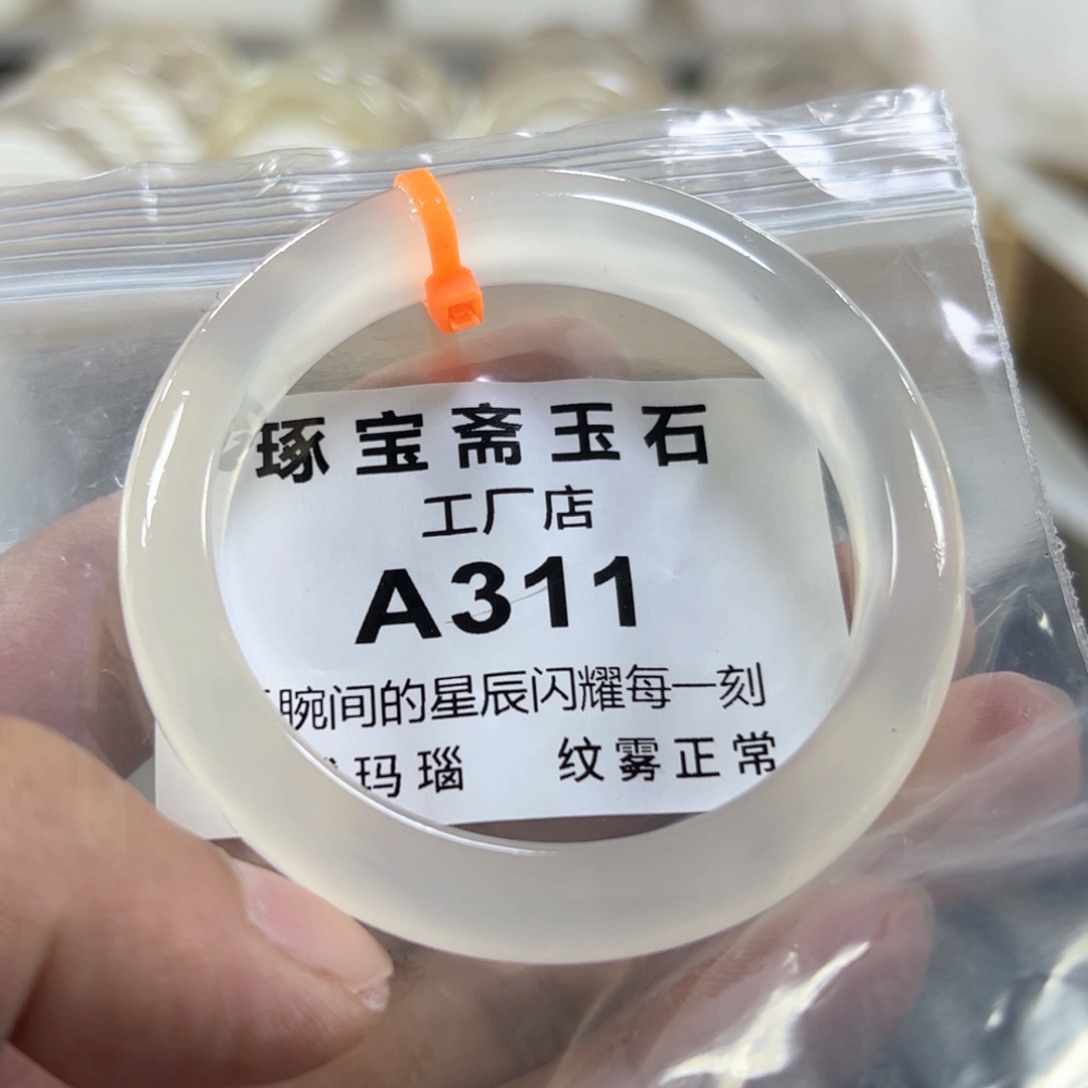 琢宝斋玉石
工厂店
A311
腕间的星辰闪耀每一刻
玛瑙 纹雾正常